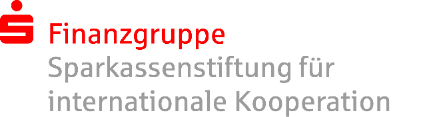 Finanzgruppe
Sparkassenstiftung für
internationale Kooperation